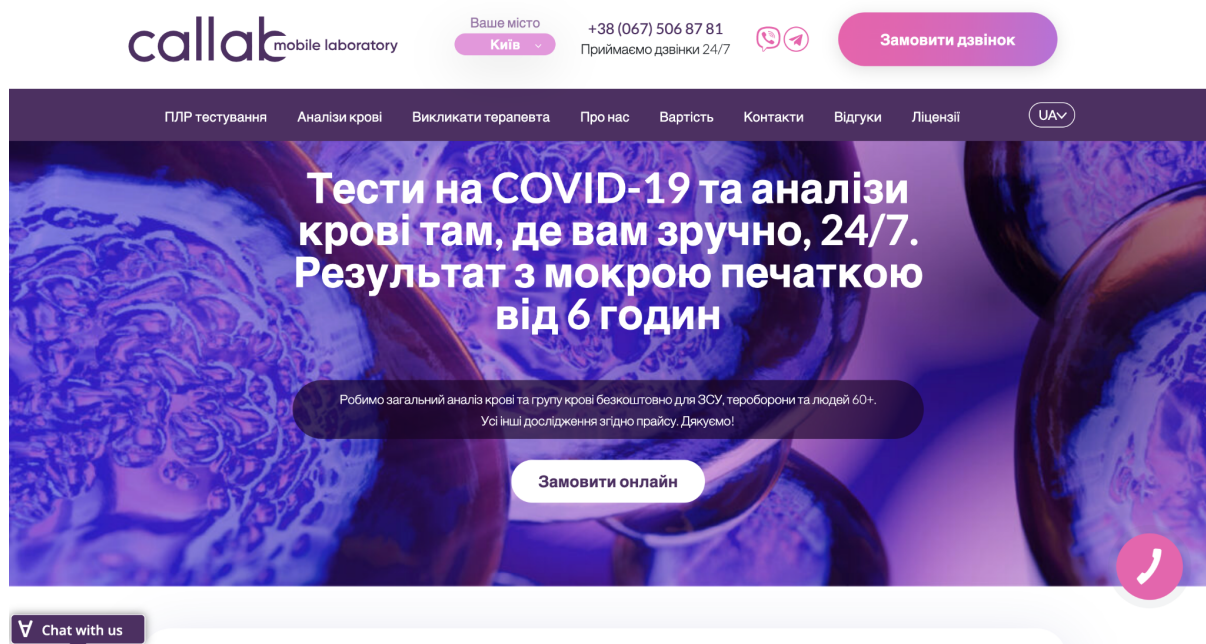 callab
mobile laboratory
Ваше місто
Київ
+38 (067) 506 87 81
Приймаємо дзвінки 24/7
Замовити дзвінок
ПЛР тестування
Аналізи крові
Викликати терапевта
Про нас
Вартість
Контакти
Відгуки
Ліцензії
UA
Тести на COVID-19 та аналізи
крові там, де вам зручно, 24/7.
Результат з мокрою печаткою
від 6 годин
Робимо загальний аналіз крові та групу крові безкоштовно для ЗСУ, тероборони та людей 60+.
Усі інші дослідження згідно прайсу. Дякуємо!
Замовити онлайн
Chat with us